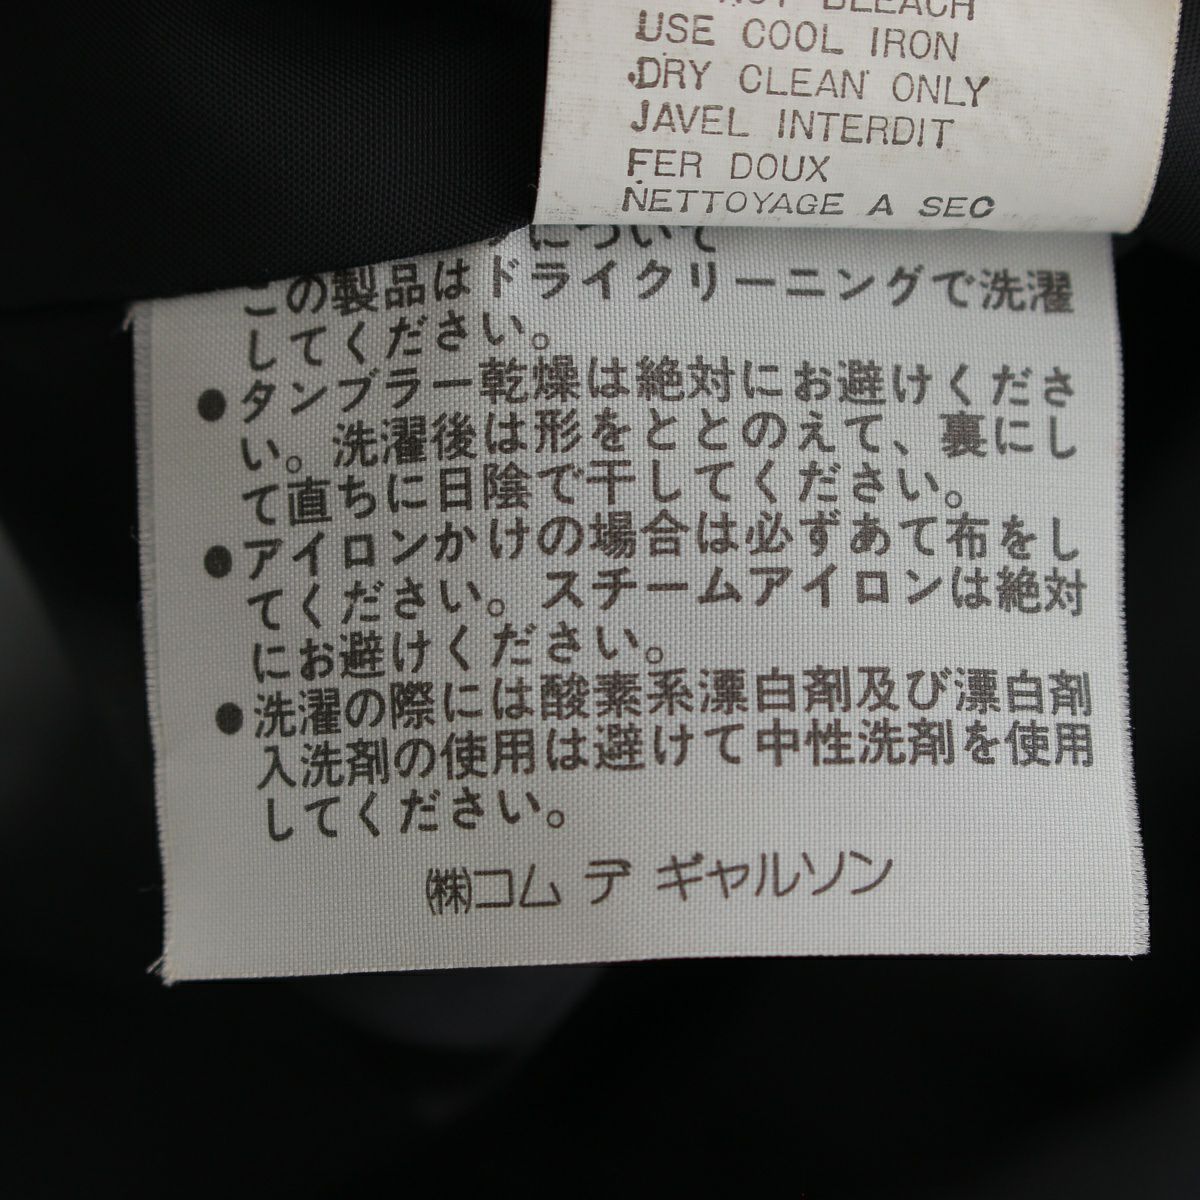 BLEACH
USE COOL IRON
DRY CLEAN ONLY
JAVEL INTERDIT
FER DOUX
NETTOYAGE A SEC
について
この製品はドライクリーニングで洗濯
してください。
●タンブラー乾燥は絶対にお避けくださ
い。洗濯後は形をととのえて、裏にし
て直ちに日陰で干してください。
●アイロンかけの場合は必ずあて布をし
てください。スチームアイロンは絶対
にお避けください。
●洗濯の際には酸素系漂白剤及び漂白剤
入洗剤の使用は避けて中性洗剤を使用
してください。
㈱コム デ ギャルソン